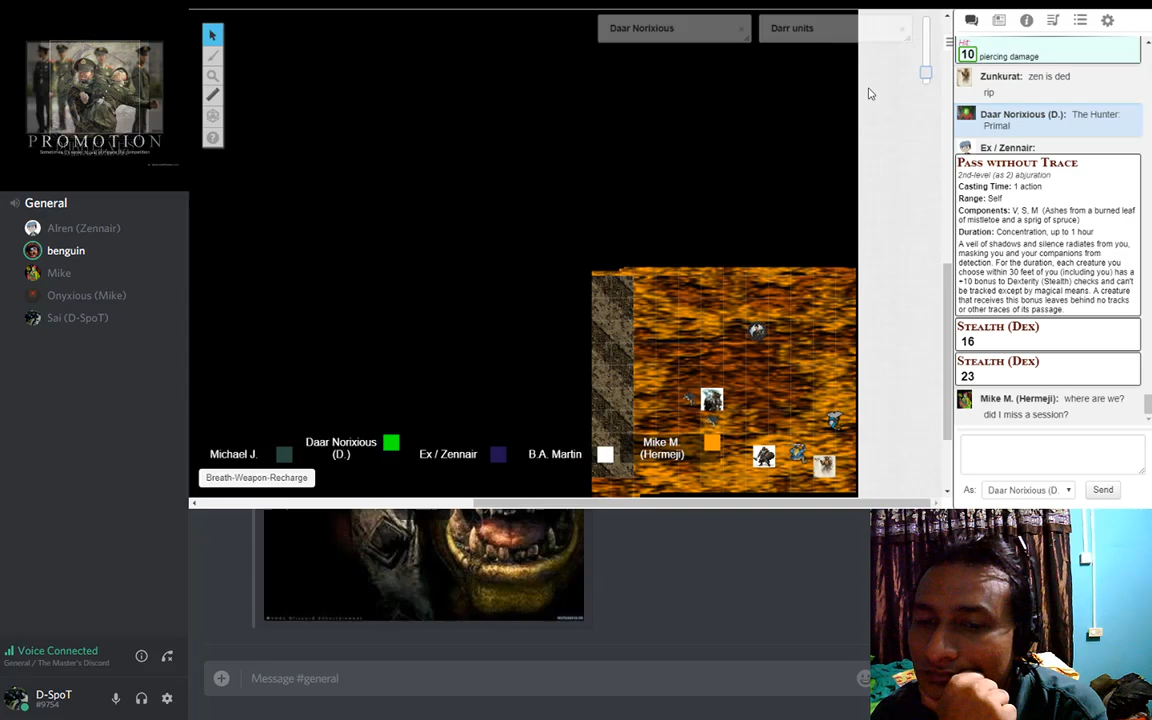 PROMOTION
General
Alren (Zennair)
benguin
Mike
Onyxious (Mike)
Sai (D-SpoT)
Voice Connected
General / The Master's Discord
D-SpoT
#9754
Daar Norixious
Darr units
Michael J.
Daar Norixious
(D.)
Ex / Zennair
B.A. Martin
Mike M.
(Hermeji)
Breath-Weapon-Recharge
Message #general
Hit:
10 piercing damage
Zunkurat: zen is ded
rip
Daar Norixious (D.): The Hunter:
Primal
Ex / Zennair:
PASS WITHOUT TRACE
2nd-level (as 2) abjuration
Casting Time: 1 action
Range: Self
Components: V, S, M (Ashes from a burned leaf
of mistletoe and a sprig of spruce)
Duration: Concentration, up to 1 hour
A veil of shadows and silence radiates from you,
masking you and your companions from
detection. For the duration, each creature you
choose within 30 feet of you (including you) has a
+10 bonus to Dexterity (Stealth) checks and can't
be tracked except by magical means. A creature
that receives this bonus leaves behind no tracks
or other traces of its passage.
STEALTH (DEX)
16
STEALTH (DEX)
23
Mike M. (Hermeji): where are we?
did I miss a session?
As: Daar Norixious (D. Send